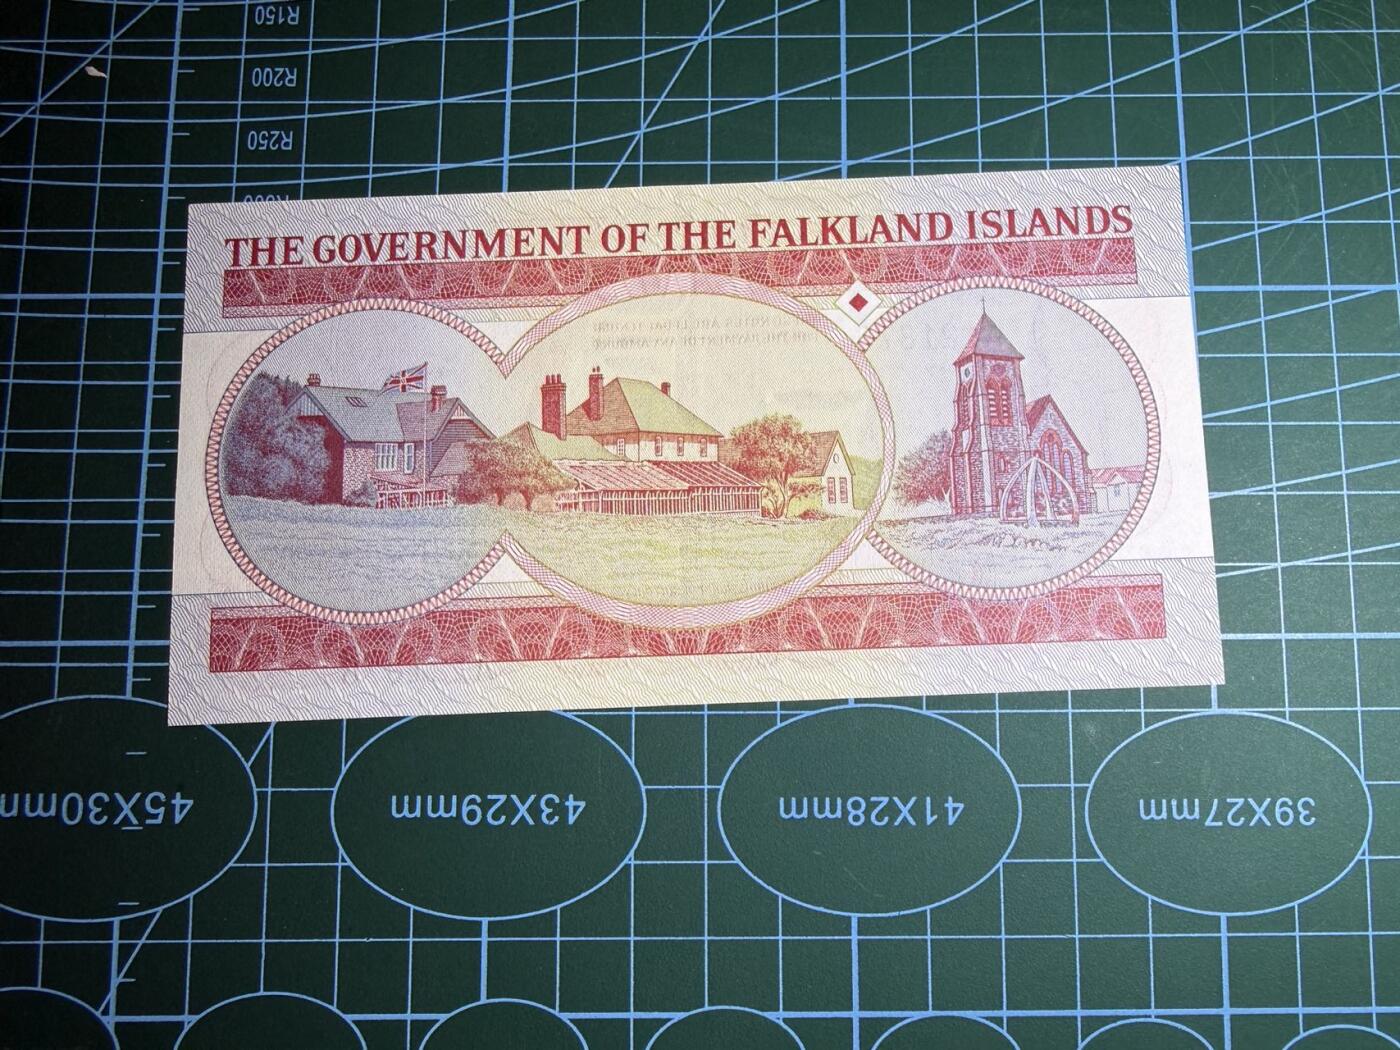 R150
R200
R250
THE GOVERNMENT OF THE FALKLAND ISLANDS
45X30mm
43X29mm
41X28mm
39X27mm